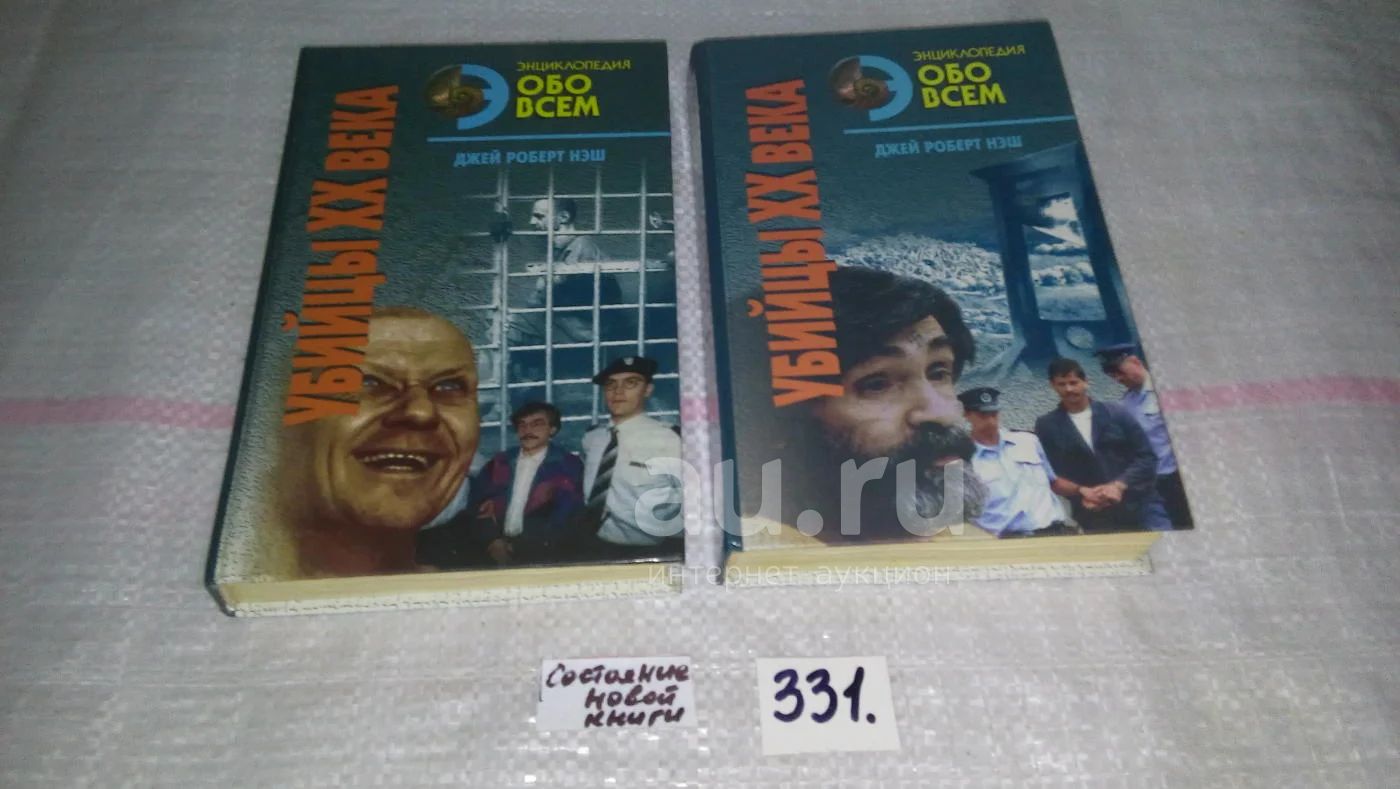 ЭНЦИКЛОПЕДИЯ
ОБО
ВСЕМ
ДЖЕЙ РОБЕРТ НЭШ
УБИЙЦЫ XX ВЕКА
ЭНЦИКЛОПЕДИЯ
ОБО
ВСЕМ
ДЖЕЙ РОБЕРТ НЭШ
УБИЙЦЫ XX ВЕКА
au.ru
интернет аукцион
Состояние
новой
книги
331.